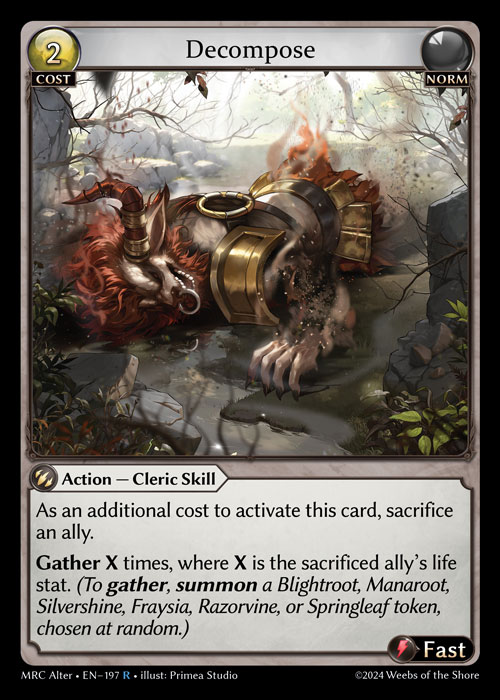 Decompose
2
COST
NORM
Action — Cleric Skill
As an additional cost to activate this card, sacrifice
an ally.
Gather X times, where X is the sacrificed ally's life
stat. (To gather, summon a Blightroot, Manaroot,
Silvershine, Fraysia, Razorvine, or Springleaf token,
chosen at random.)
Fast
MRC Alter • EN–197 R • illust: Primea Studio
©2024 Weebs of the Shore